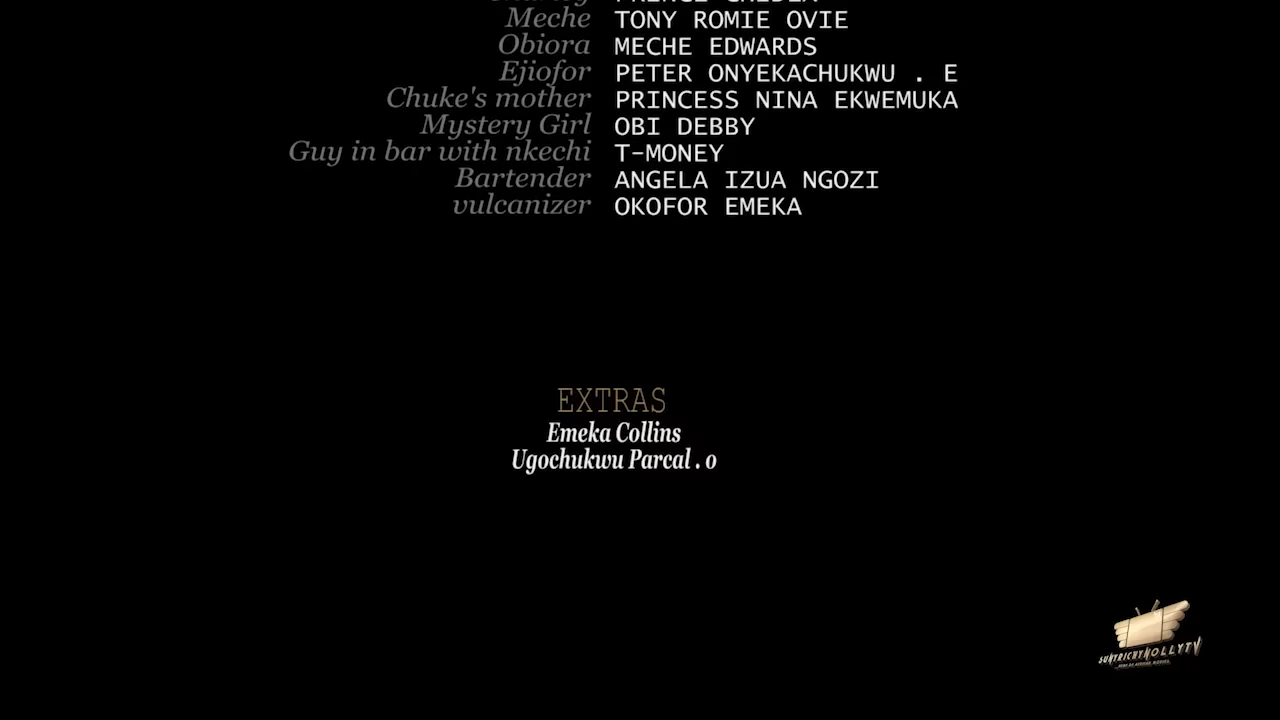 Meche TONY ROMIE OVIE
Obiora MECHE EDWARDS
Ejiofor PETER ONYEKACHUKWU . E
Chuke's mother PRINCESS NINA EKWEMUKA
Mystery Girl OBI DEBBY
Guy in bar with nkechi T-MONEY
Bartender ANGELA IZUA NGOZI
vulcanizer OKOFOR EMEKA
EXTRAS
Emeka Collins
Ugochukwu Parcal . o
SUNTRICHYNOLLYTV